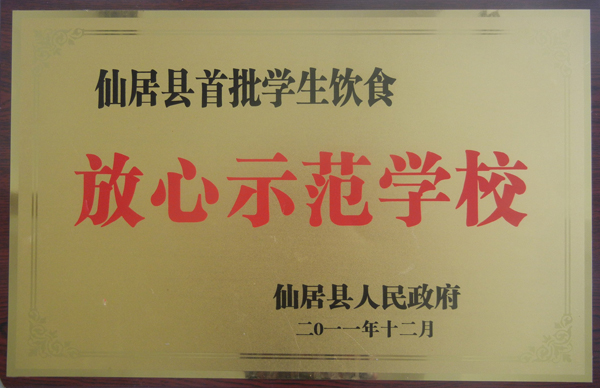 仙居县首批学生饮食
放心示范学校
仙居县人民政府
二0一一年十二月